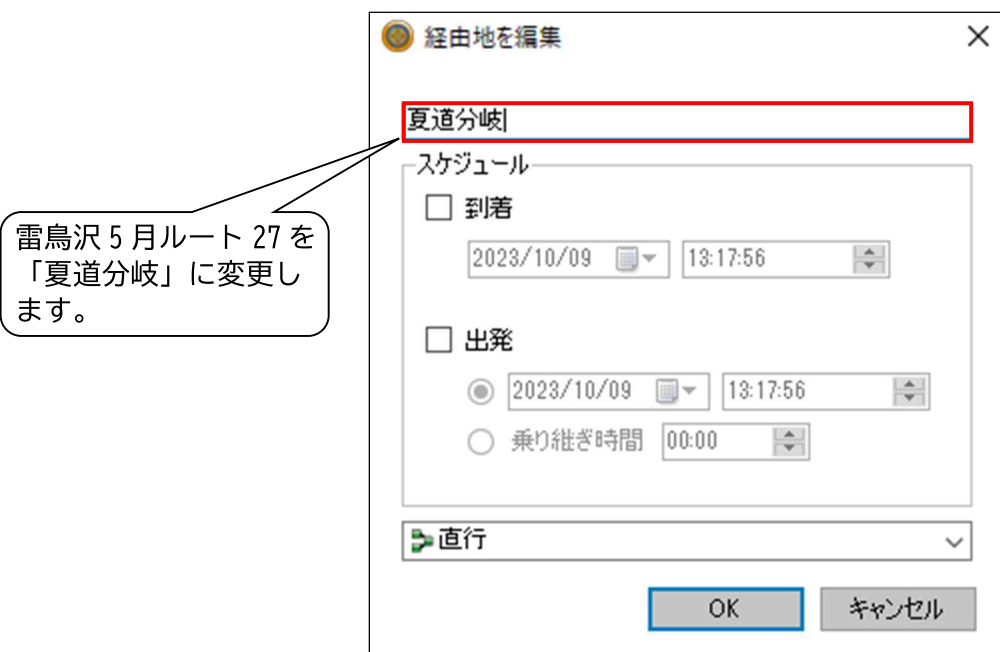 経由地を編集
夏道分岐
スケジュール
到着
2023/10/09 13:17:56
雷鳥沢5月ルート27を
「夏道分岐」に変更し
ます。
出発
2023/10/09 13:17:56
乗り継ぎ時間 00:00
直行
OK キャンセル